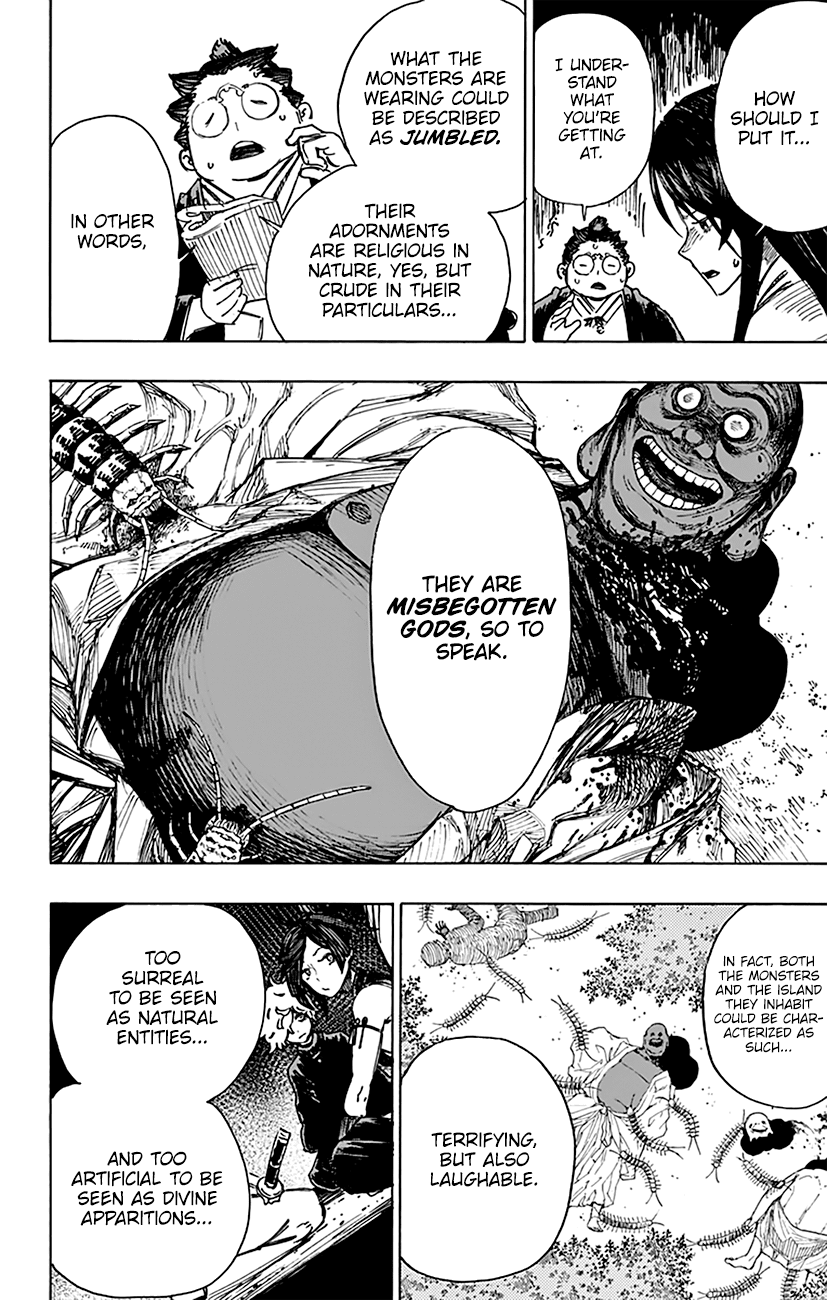 HOW
SHOULD I
PUT IT...
I UNDER-
STAND
WHAT
YOU'RE
GETTING
AT.
WHAT THE
MONSTERS ARE
WEARING COULD
BE DESCRIBED
AS JUMBLED.
THEIR
ADORNMENTS
ARE RELIGIOUS IN
NATURE, YES, BUT
CRUDE IN THEIR
PARTICULARS...
IN OTHER
WORDS,
THEY ARE
MISBEGOTTEN
GODS, SO TO
SPEAK.
IN FACT, BOTH
THE MONSTERS
AND THE ISLAND
THEY INHABIT
COULD BE CHAR-
ACTERIZED AS
SUCH...
TERRIFYING,
BUT ALSO
LAUGHABLE.
TOO
SURREAL
TO BE SEEN
AS NATURAL
ENTITIES...
AND TOO
ARTIFICIAL TO BE
SEEN AS DIVINE
APPARITIONS...